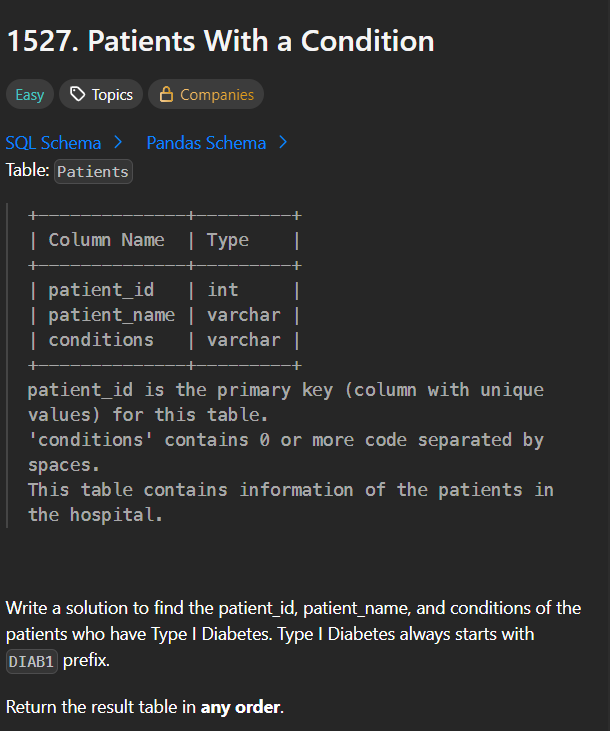 1527. Patients With a Condition
Easy Topics Companies
SQL Schema > Pandas Schema >
Table: Patients
+--------------+---------+
| Column Name  | Type    |
+--------------+---------+
| patient_id   | int     |
| patient_name | varchar |
| conditions   | varchar |
+--------------+---------+
patient_id is the primary key (column with unique
values) for this table.
'conditions' contains 0 or more code separated by
spaces.
This table contains information of the patients in
the hospital.
Write a solution to find the patient_id, patient_name, and conditions of the
patients who have Type I Diabetes. Type I Diabetes always starts with
DIAB1 prefix.
Return the result table in any order.